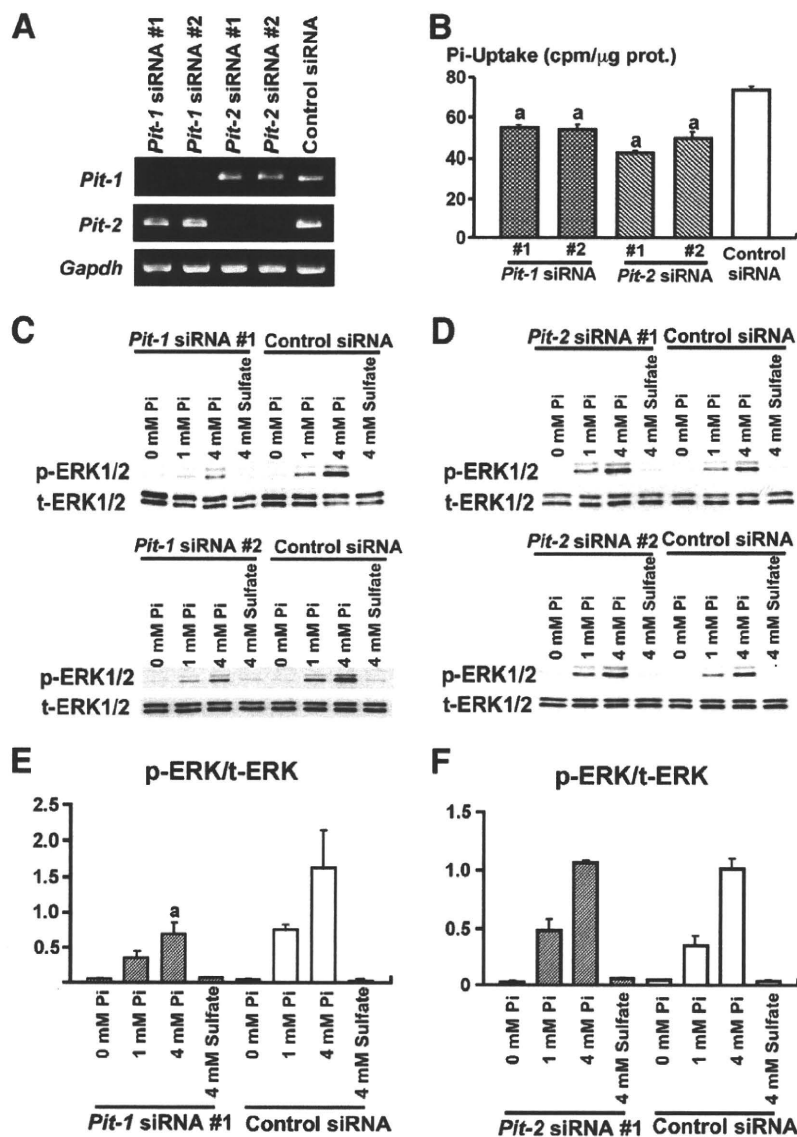 A
Pit-1 siRNA #1
Pit-1 siRNA #2
Pit-2 siRNA #1
Pit-2 siRNA #2
Control siRNA
Pit-1
Pit-2
Gapdh
B
Pi-Uptake (cpm/μg prot.)
80
60
40
20
0
a
a
a
a
#1
#2
#1
#2
Pit-1 siRNA
Pit-2 siRNA
Control
siRNA
C
Pit-1 siRNA #1
Control siRNA
0 mM Pi
1 mM Pi
4 mM Pi
4 mM Sulfate
0 mM Pi
1 mM Pi
4 mM Pi
4 mM Sulfate
p-ERK1/2
t-ERK1/2
Pit-1 siRNA #2
Control siRNA
0 mM Pi
1 mM Pi
4 mM Pi
4 mM Sulfate
0 mM Pi
1 mM Pi
4 mM Pi
4 mM Sulfate
p-ERK1/2
t-ERK1/2
D
Pit-2 siRNA #1
Control siRNA
0 mM Pi
1 mM Pi
4 mM Pi
4 mM Sulfate
0 mM Pi
1 mM Pi
4 mM Pi
4 mM Sulfate
p-ERK1/2
t-ERK1/2
Pit-2 siRNA #2
Control siRNA
0 mM Pi
1 mM Pi
4 mM Pi
4 mM Sulfate
0 mM Pi
1 mM Pi
4 mM Pi
4 mM Sulfate
p-ERK1/2
t-ERK1/2
E
p-ERK/t-ERK
2.5
2.0
1.5
1.0
0.5
a
0 mM Pi
1 mM Pi
4 mM Pi
4 mM Sulfate
0 mM Pi
1 mM Pi
4 mM Pi
4 mM Sulfate
Pit-1 siRNA #1
Control siRNA
F
p-ERK/t-ERK
1.5
1.0
0.5
0
0 mM Pi
1 mM Pi
4 mM Pi
4 mM Sulfate
0 mM Pi
1 mM Pi
4 mM Pi
4 mM Sulfate
Pit-2 siRNA #1
Control siRNA